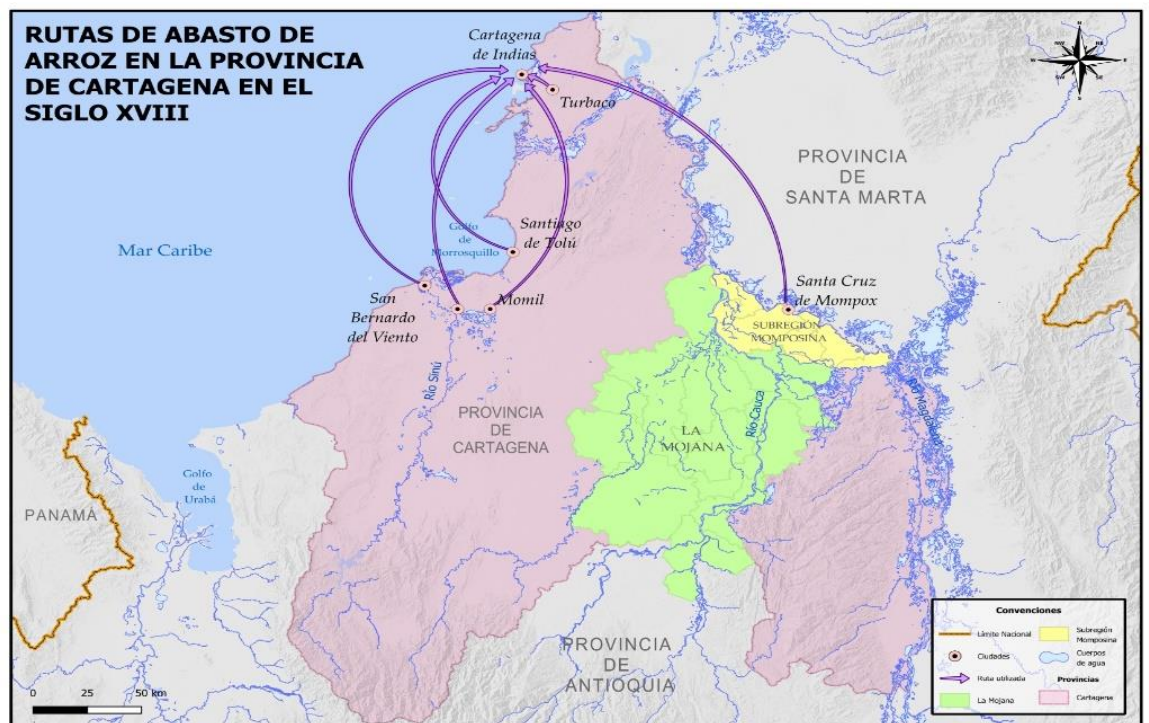 RUTAS DE ABASTO DE
ARROZ EN LA PROVINCIA
DE CARTAGENA EN EL
SIGLO XVIII
Cartagena
de Indias
Turbaco
N
NE
E
SE
S
NW
PROVINCIA
DE
SANTA MARTA
Mar Caribe
Golfo
de
Morrosquillo
Santiago
de Tolú
San
Bernardo
del Viento
Momil
Santa Cruz
de Mompox
SUBREGIÓN
MOMPOSINA
Río Sinú
PROVINCIA
DE
CARTAGENA
LA
MOJANA
Río Cauca
Río Magdalena
Golfo
de
Urabá
PANAMÁ
PROVINCIA
DE
ANTIOQUIA
0 25 50 km
Convenciones
Límite Nacional
Ciudades
Ruta utilizada
La Mojana
Subregión
Momposina
Cuerpos
de agua
Provincias
Cartagena